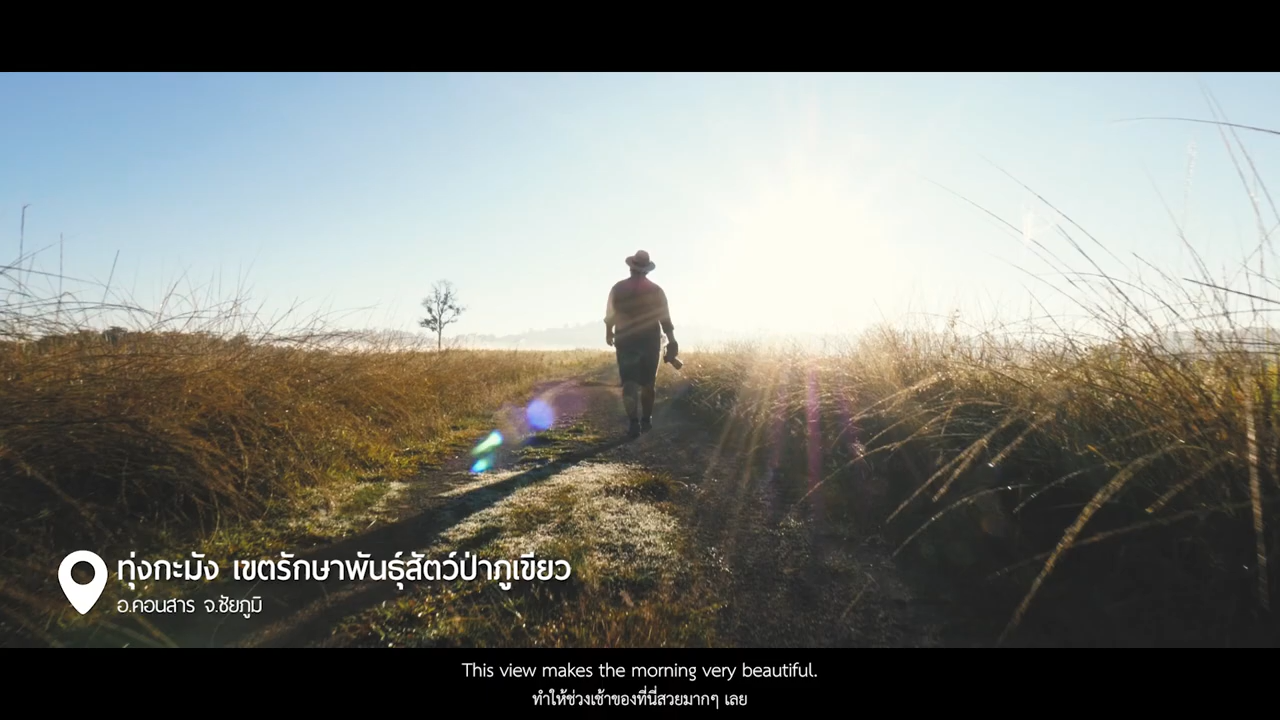 ทุ่งกะมัง เขตรักษาพันธุ์สัตว์ป่าภูเขียว
อ.คอนสาร จ.ชัยภูมิ
This view makes the morning very beautiful.
ทำให้ช่วงเช้าของที่นี่สวยมากๆ เลย